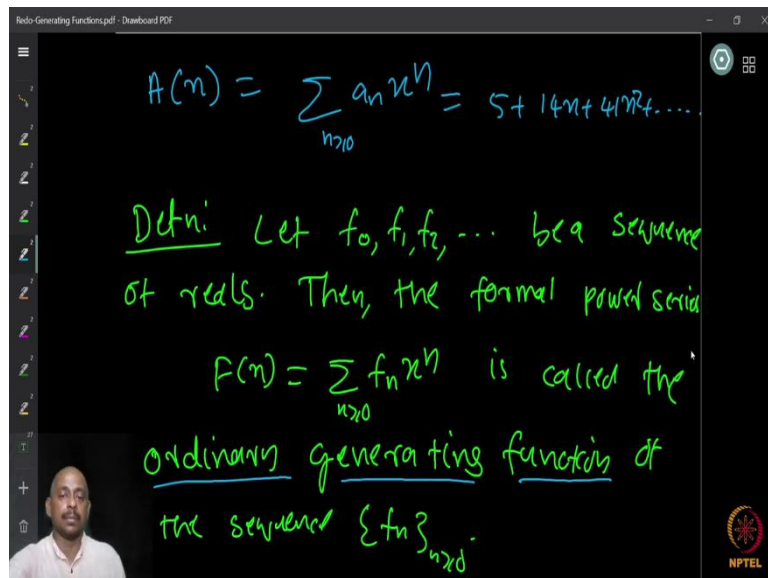 Redo-Generating Functions.pdf - Drawboard PDF
A(x) = ∑ aₙxⁿ = 5 + 14x + 41x² + ....
n≥0
Defn: Let f₀, f₁, f₂, ... be a sequence
of reals. Then, the formal power series
F(x) = ∑ fₙxⁿ is called the
n≥0
ordinary generating function of
the sequence {fₙ}ₙ≥₀.
NPTEL